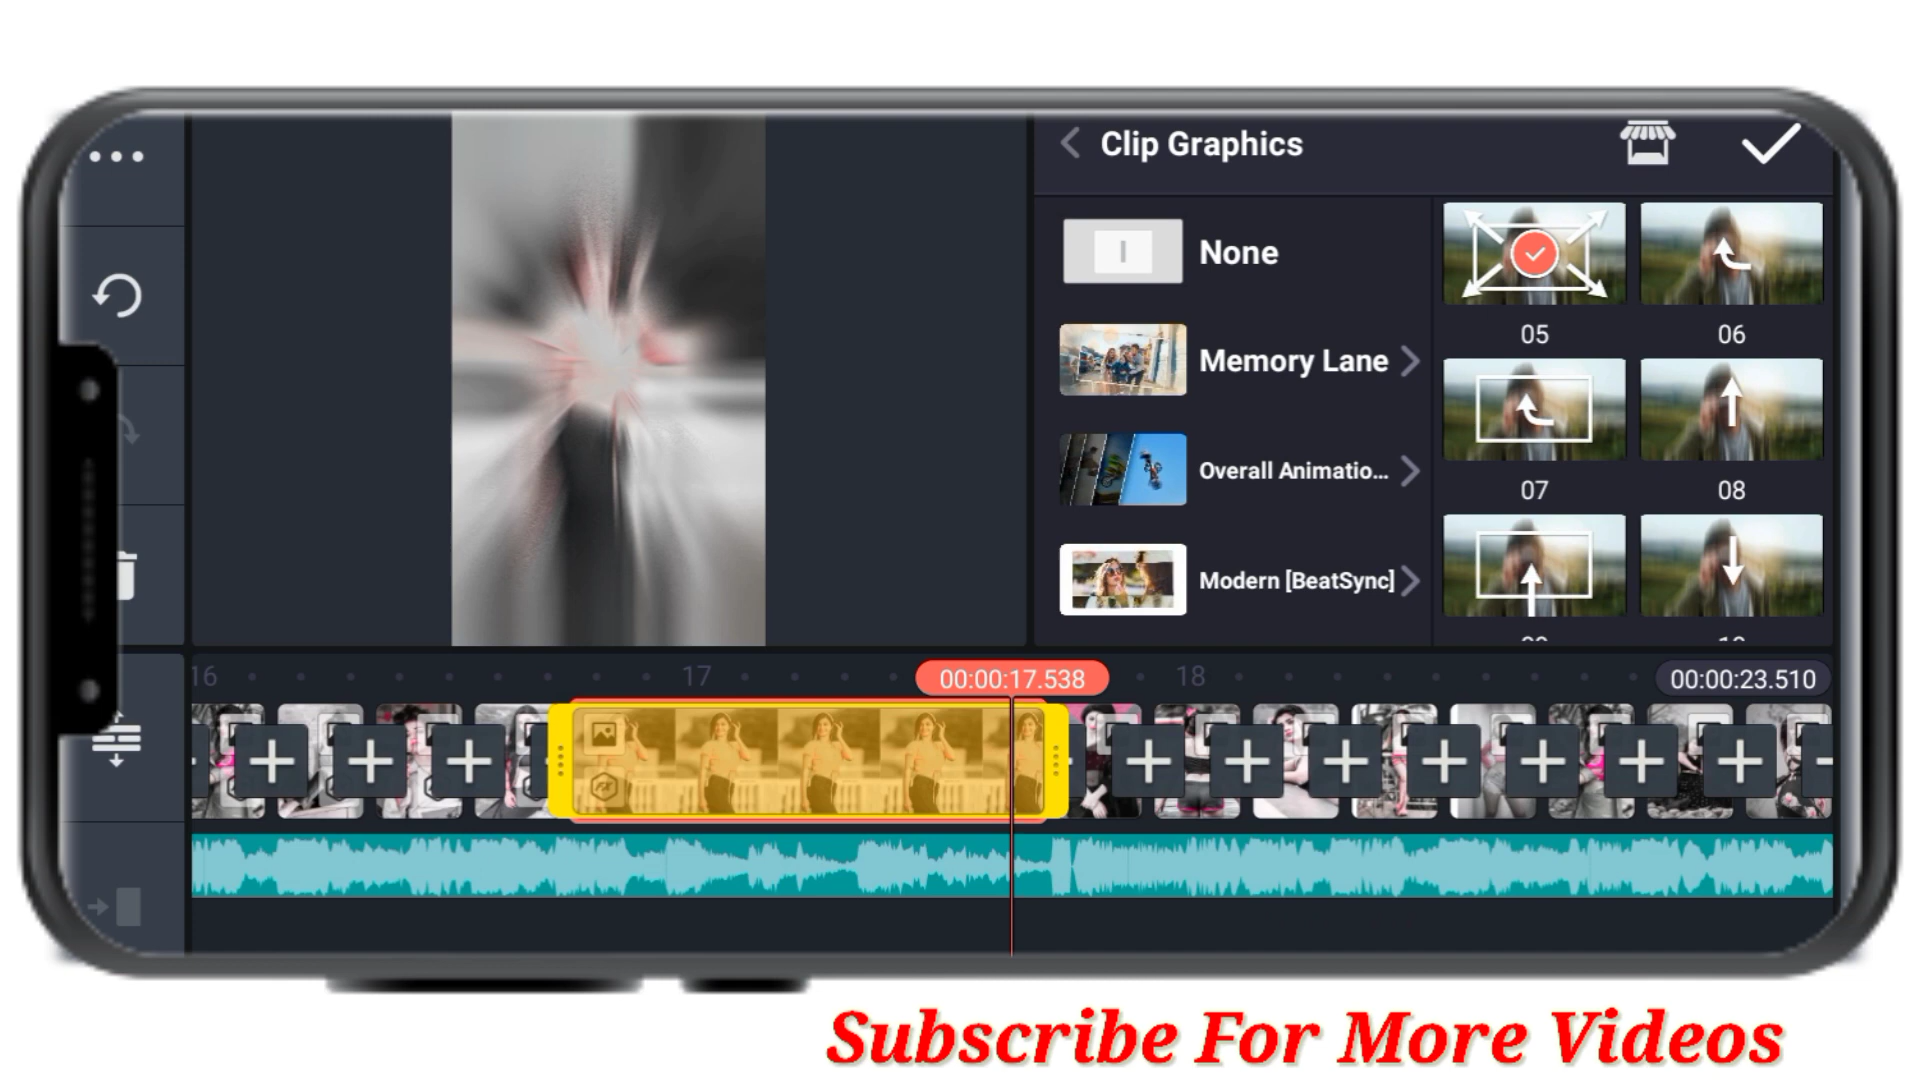 Clip Graphics
None
Memory Lane
Overall Animatio...
Modern [BeatSync]
05
06
07
08
16
17
00:00:17.538
18
00:00:23.510
Subscribe For More Videos